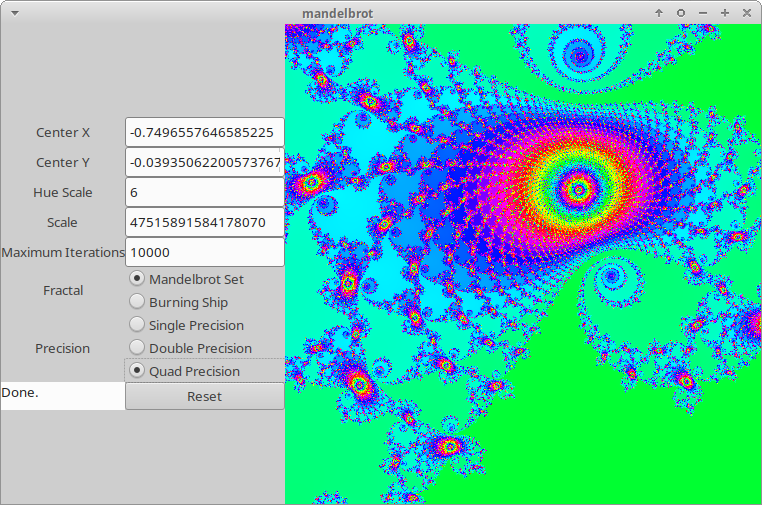 mandelbrot
Center X -0.7496557646585225
Center Y -0.03935062200573767
Hue Scale 6
Scale 47515891584178070
Maximum Iterations 10000
Fractal
Mandelbrot Set
Burning Ship
Precision
Single Precision
Double Precision
Quad Precision
Done.
Reset